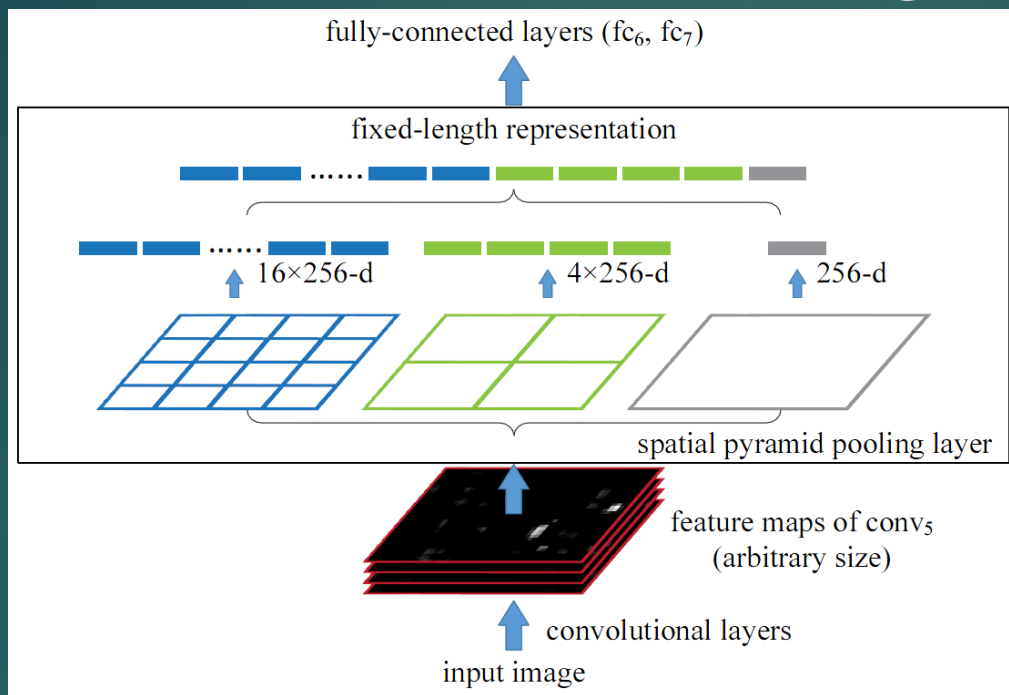 fully-connected layers (fc₆, fc₇)
fixed-length representation
......
......
16×256-d
4×256-d
256-d
spatial pyramid pooling layer
feature maps of conv₅
(arbitrary size)
convolutional layers
input image